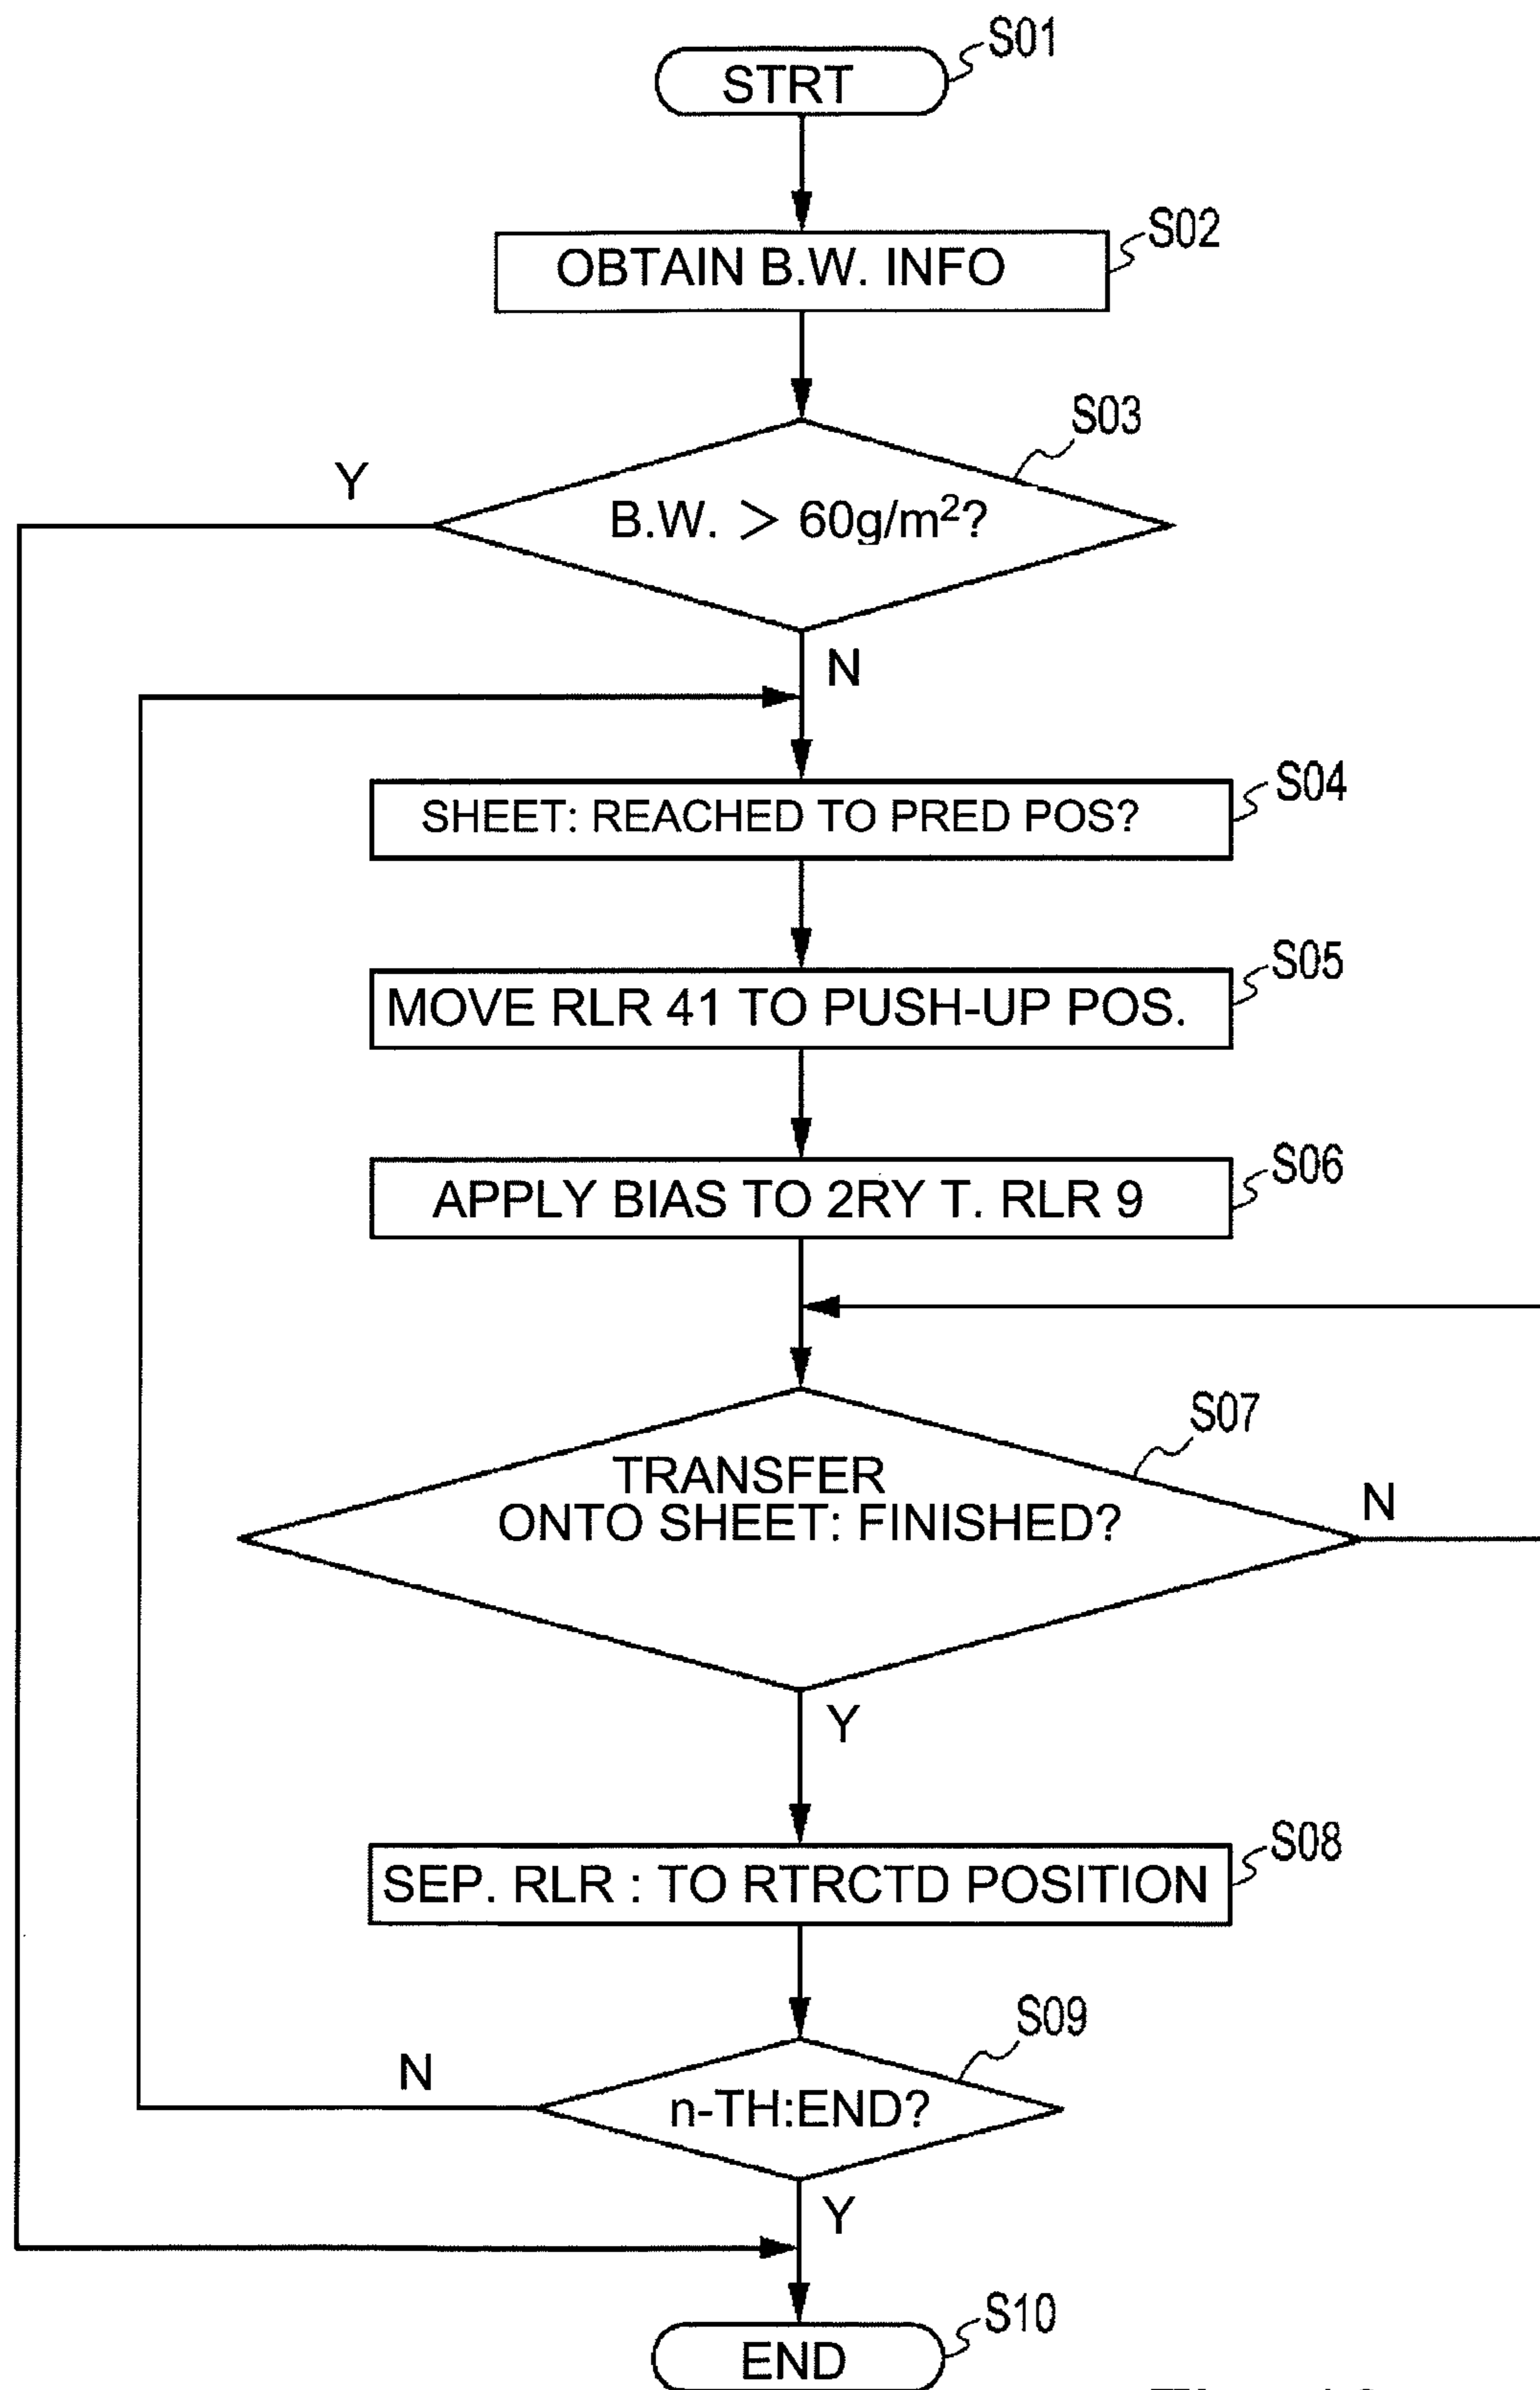 STRT
S01
OBTAIN B.W. INFO
S02
B.W. > 60g/m²?
S03
Y
N
SHEET: REACHED TO PRED POS?
S04
MOVE RLR 41 TO PUSH-UP POS.
S05
APPLY BIAS TO 2RY T. RLR 9
S06
TRANSFER
ONTO SHEET: FINISHED?
S07
N
Y
SEP. RLR : TO RTRCTD POSITION
S08
n-TH:END?
S09
N
Y
END
S10